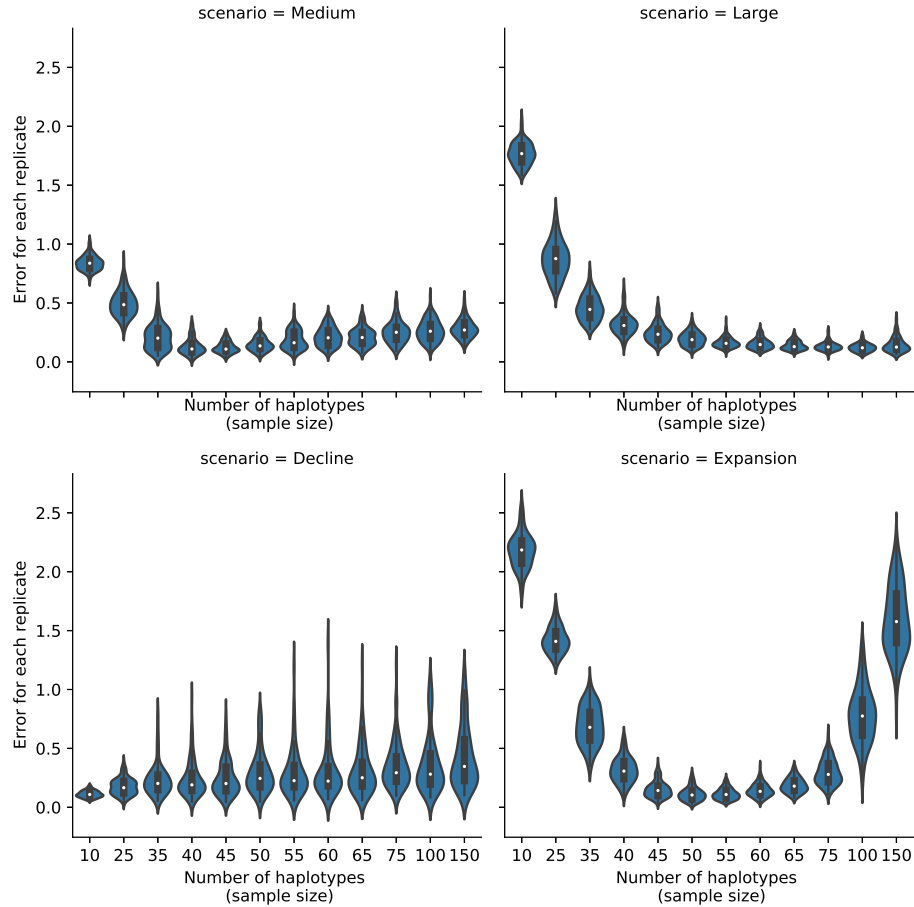 scenario = Medium
scenario = Large
2.5
2.0
1.5
1.0
0.5
0.0
Error for each replicate
Number of haplotypes
(sample size)
Number of haplotypes
(sample size)
scenario = Decline
scenario = Expansion
2.5
2.0
1.5
1.0
0.5
0.0
Error for each replicate
10 25 35 40 45 50 55 60 65 75 100 150
10 25 35 40 45 50 55 60 65 75 100 150
Number of haplotypes
(sample size)
Number of haplotypes
(sample size)